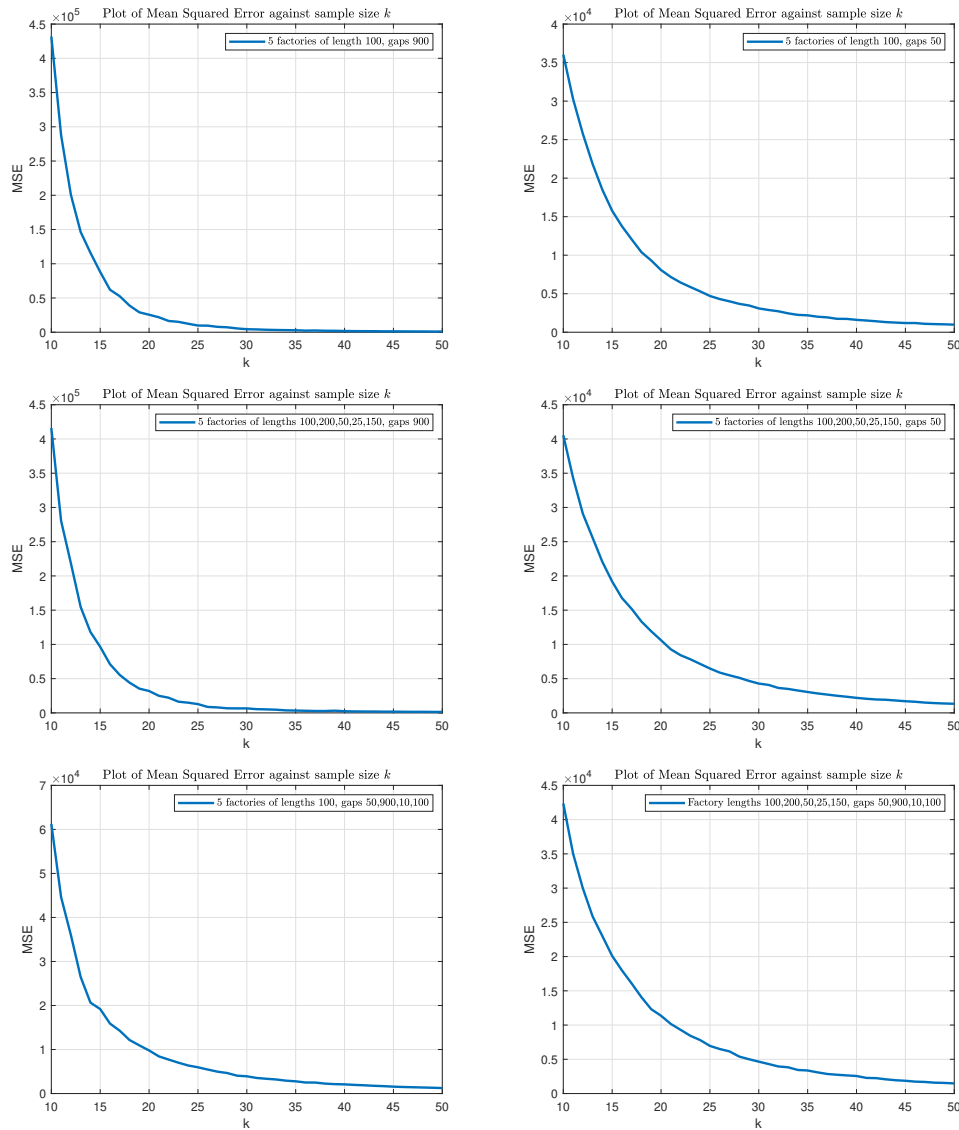 Plot of Mean Squared Error against sample size k
×10^5
5 factories of length 100, gaps 900
4.5
4
3.5
3
2.5
2
1.5
1
0.5
0
MSE
10 15 20 25 30 35 40 45 50
k
Plot of Mean Squared Error against sample size k
×10^4
5 factories of length 100, gaps 50
4
3.5
3
2.5
2
1.5
1
0.5
0
MSE
10 15 20 25 30 35 40 45 50
k
Plot of Mean Squared Error against sample size k
×10^5
5 factories of lengths 100,200,50,25,150, gaps 900
4.5
4
3.5
3
2.5
2
1.5
1
0.5
0
MSE
10 15 20 25 30 35 40 45 50
k
Plot of Mean Squared Error against sample size k
×10^4
5 factories of lengths 100,200,50,25,150, gaps 50
4.5
4
3.5
3
2.5
2
1.5
1
0.5
0
MSE
10 15 20 25 30 35 40 45 50
k
Plot of Mean Squared Error against sample size k
×10^4
5 factories of lengths 100, gaps 50,900,10,100
7
6
5
4
3
2
1
0
MSE
10 15 20 25 30 35 40 45 50
k
Plot of Mean Squared Error against sample size k
×10^4
Factory lengths 100,200,50,25,150, gaps 50,900,10,100
4.5
4
3.5
3
2.5
2
1.5
1
0.5
0
MSE
10 15 20 25 30 35 40 45 50
k